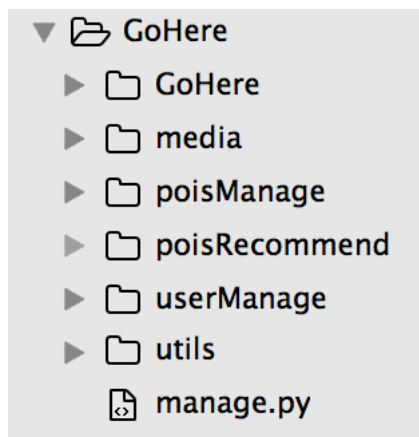 GoHere
GoHere
media
poisManage
poisRecommend
userManage
utils
manage.py